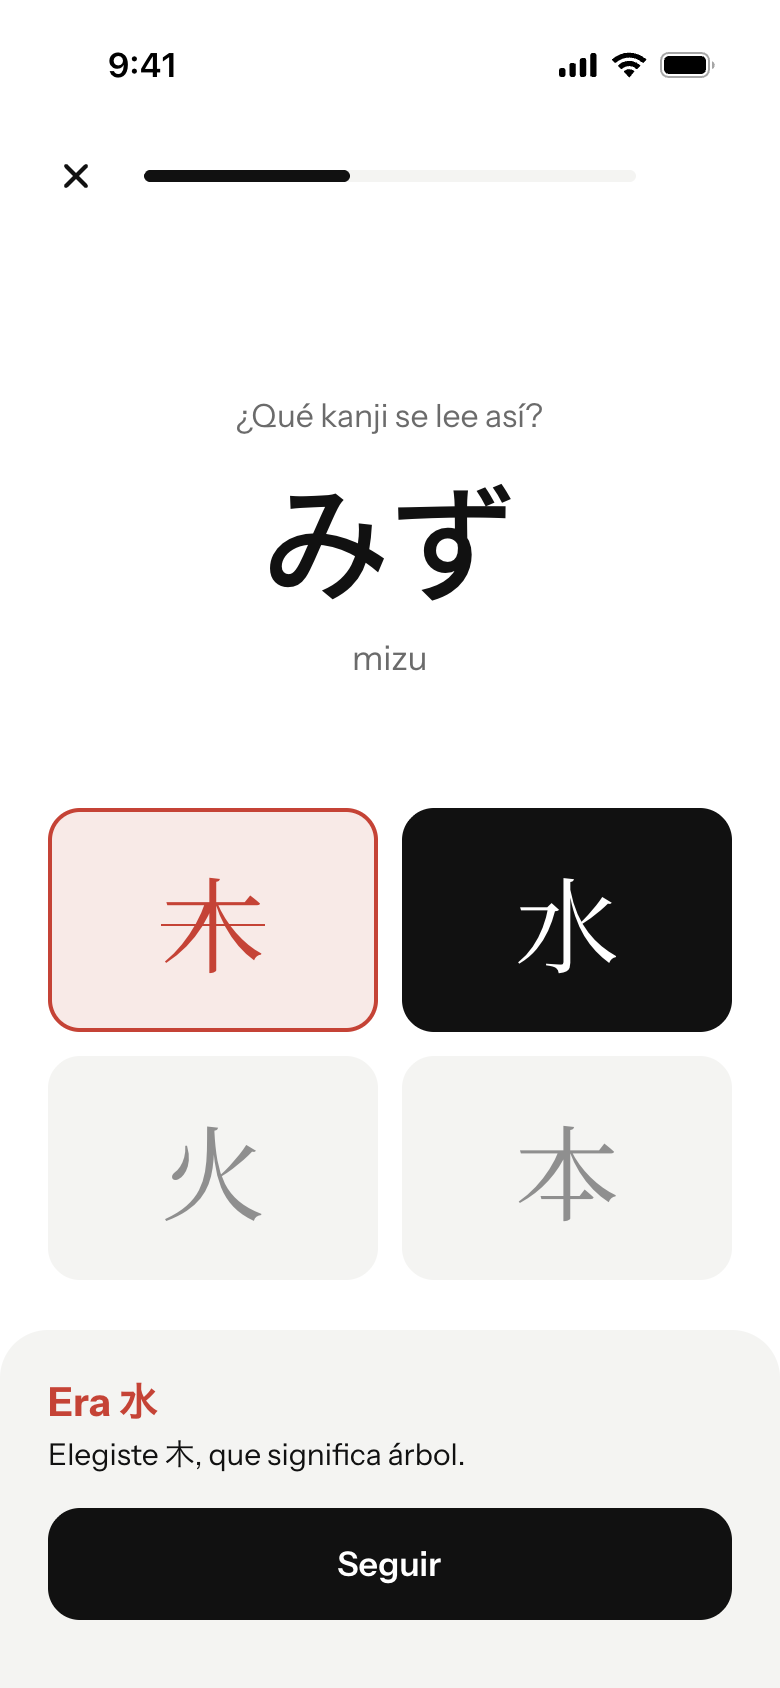 9:41
¿Qué kanji se lee así?
みず
mizu
木
水
火
本
Era 水
Elegiste 木, que significa árbol.
Seguir